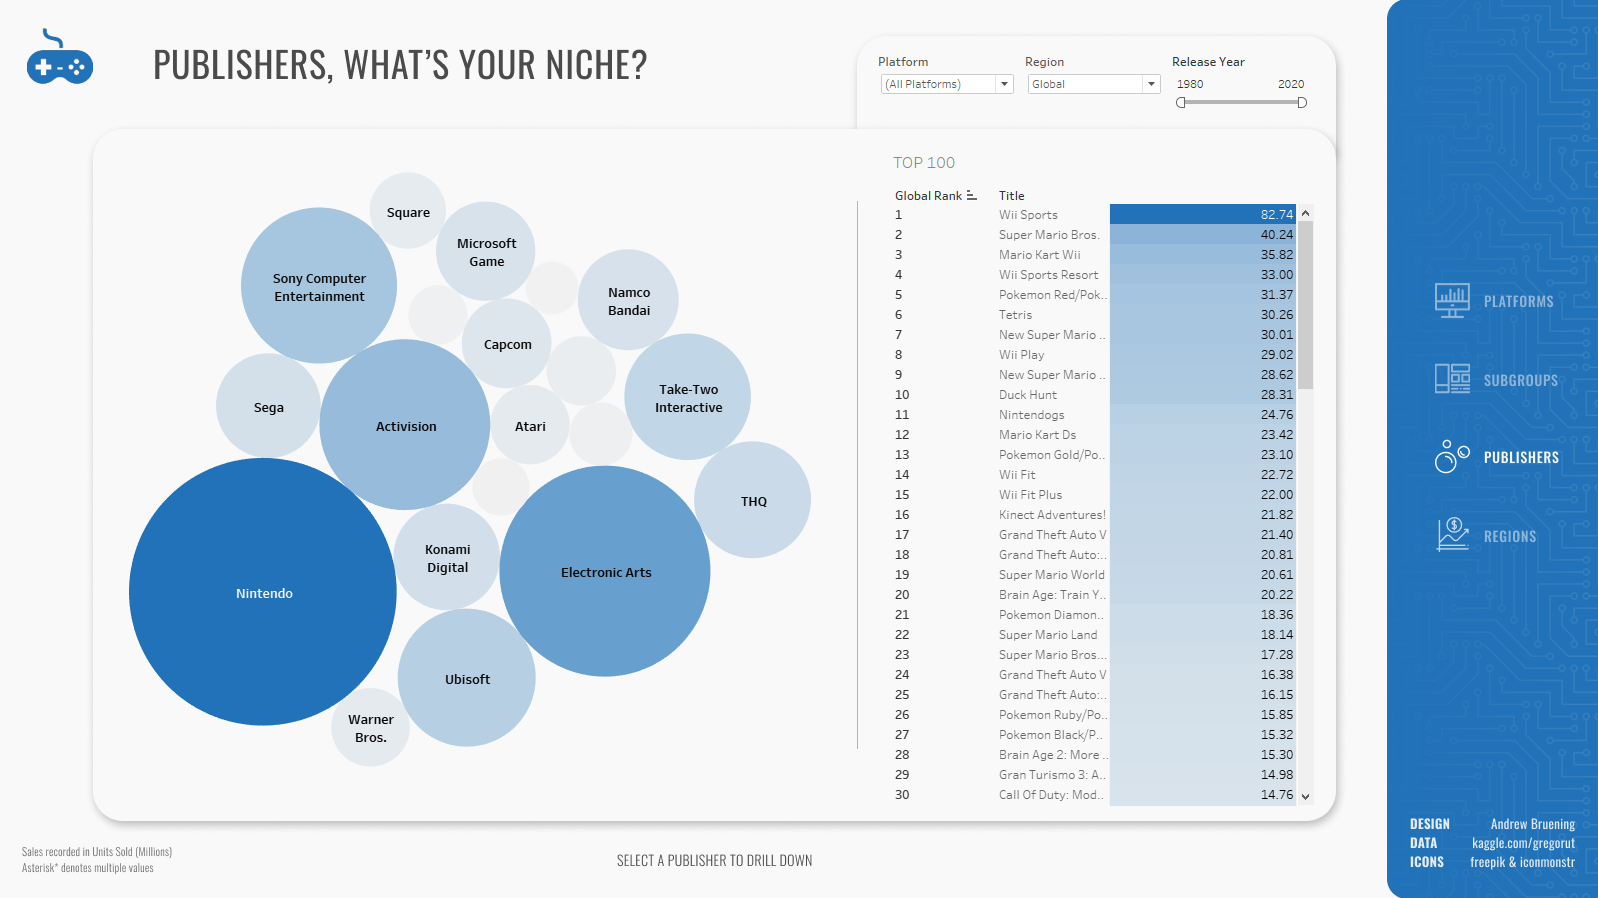 PUBLISHERS, WHAT'S YOUR NICHE?
Platform
(All Platforms)
Region
Global
Release Year
1980 2020
Square
Microsoft
Game
Sony Computer
Entertainment
Namco
Bandai
Capcom
Take-Two
Interactive
Sega
Activision
Atari
THQ
Konami
Digital
Electronic Arts
Nintendo
Ubisoft
Warner
Bros.
TOP 100
Global Rank Title
1 Wii Sports 82.74
2 Super Mario Bros. 40.24
3 Mario Kart Wii 35.82
4 Wii Sports Resort 33.00
5 Pokemon Red/Pok.. 31.37
6 Tetris 30.26
7 New Super Mario .. 30.01
8 Wii Play 29.02
9 New Super Mario .. 28.62
10 Duck Hunt 28.31
11 Nintendogs 24.76
12 Mario Kart Ds 23.42
13 Pokemon Gold/Po.. 23.10
14 Wii Fit 22.72
15 Wii Fit Plus 22.00
16 Kinect Adventures! 21.82
17 Grand Theft Auto V 21.40
18 Grand Theft Auto:.. 20.81
19 Super Mario World 20.61
20 Brain Age: Train Y.. 20.22
21 Pokemon Diamon.. 18.36
22 Super Mario Land 18.14
23 Super Mario Bros... 17.28
24 Grand Theft Auto V 16.38
25 Grand Theft Auto:.. 16.15
26 Pokemon Ruby/Po.. 15.85
27 Pokemon Black/P.. 15.32
28 Brain Age 2: More .. 15.30
29 Gran Turismo 3: A.. 14.98
30 Call Of Duty: Mod.. 14.76
PLATFORMS
SUBGROUPS
PUBLISHERS
REGIONS
Sales recorded in Units Sold (Millions)
Asterisk* denotes multiple values
SELECT A PUBLISHER TO DRILL DOWN
DESIGN Andrew Bruening
DATA kaggle.com/gregorut
ICONS freepik & iconmonstr